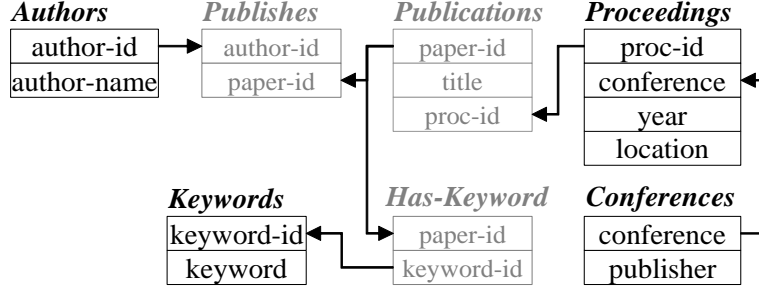 Authors
author-id
author-name
Publishes
author-id
paper-id
Publications
paper-id
title
proc-id
Proceedings
proc-id
conference
year
location
Keywords
keyword-id
keyword
Has-Keyword
paper-id
keyword-id
Conferences
conference
publisher